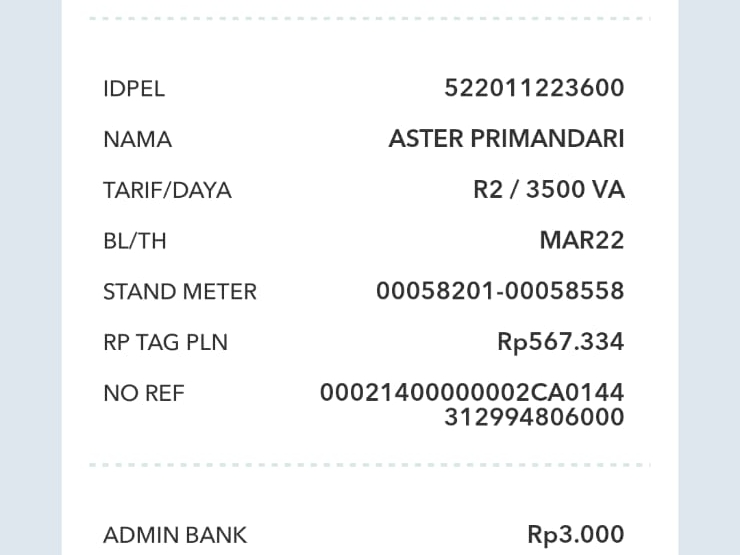 IDPEL 522011223600
NAMA ASTER PRIMANDARI
TARIF/DAYA R2 / 3500 VA
BL/TH MAR22
STAND METER 00058201-00058558
RP TAG PLN Rp567.334
NO REF 00021400000002CA0144
312994806000
ADMIN BANK Rp3.000